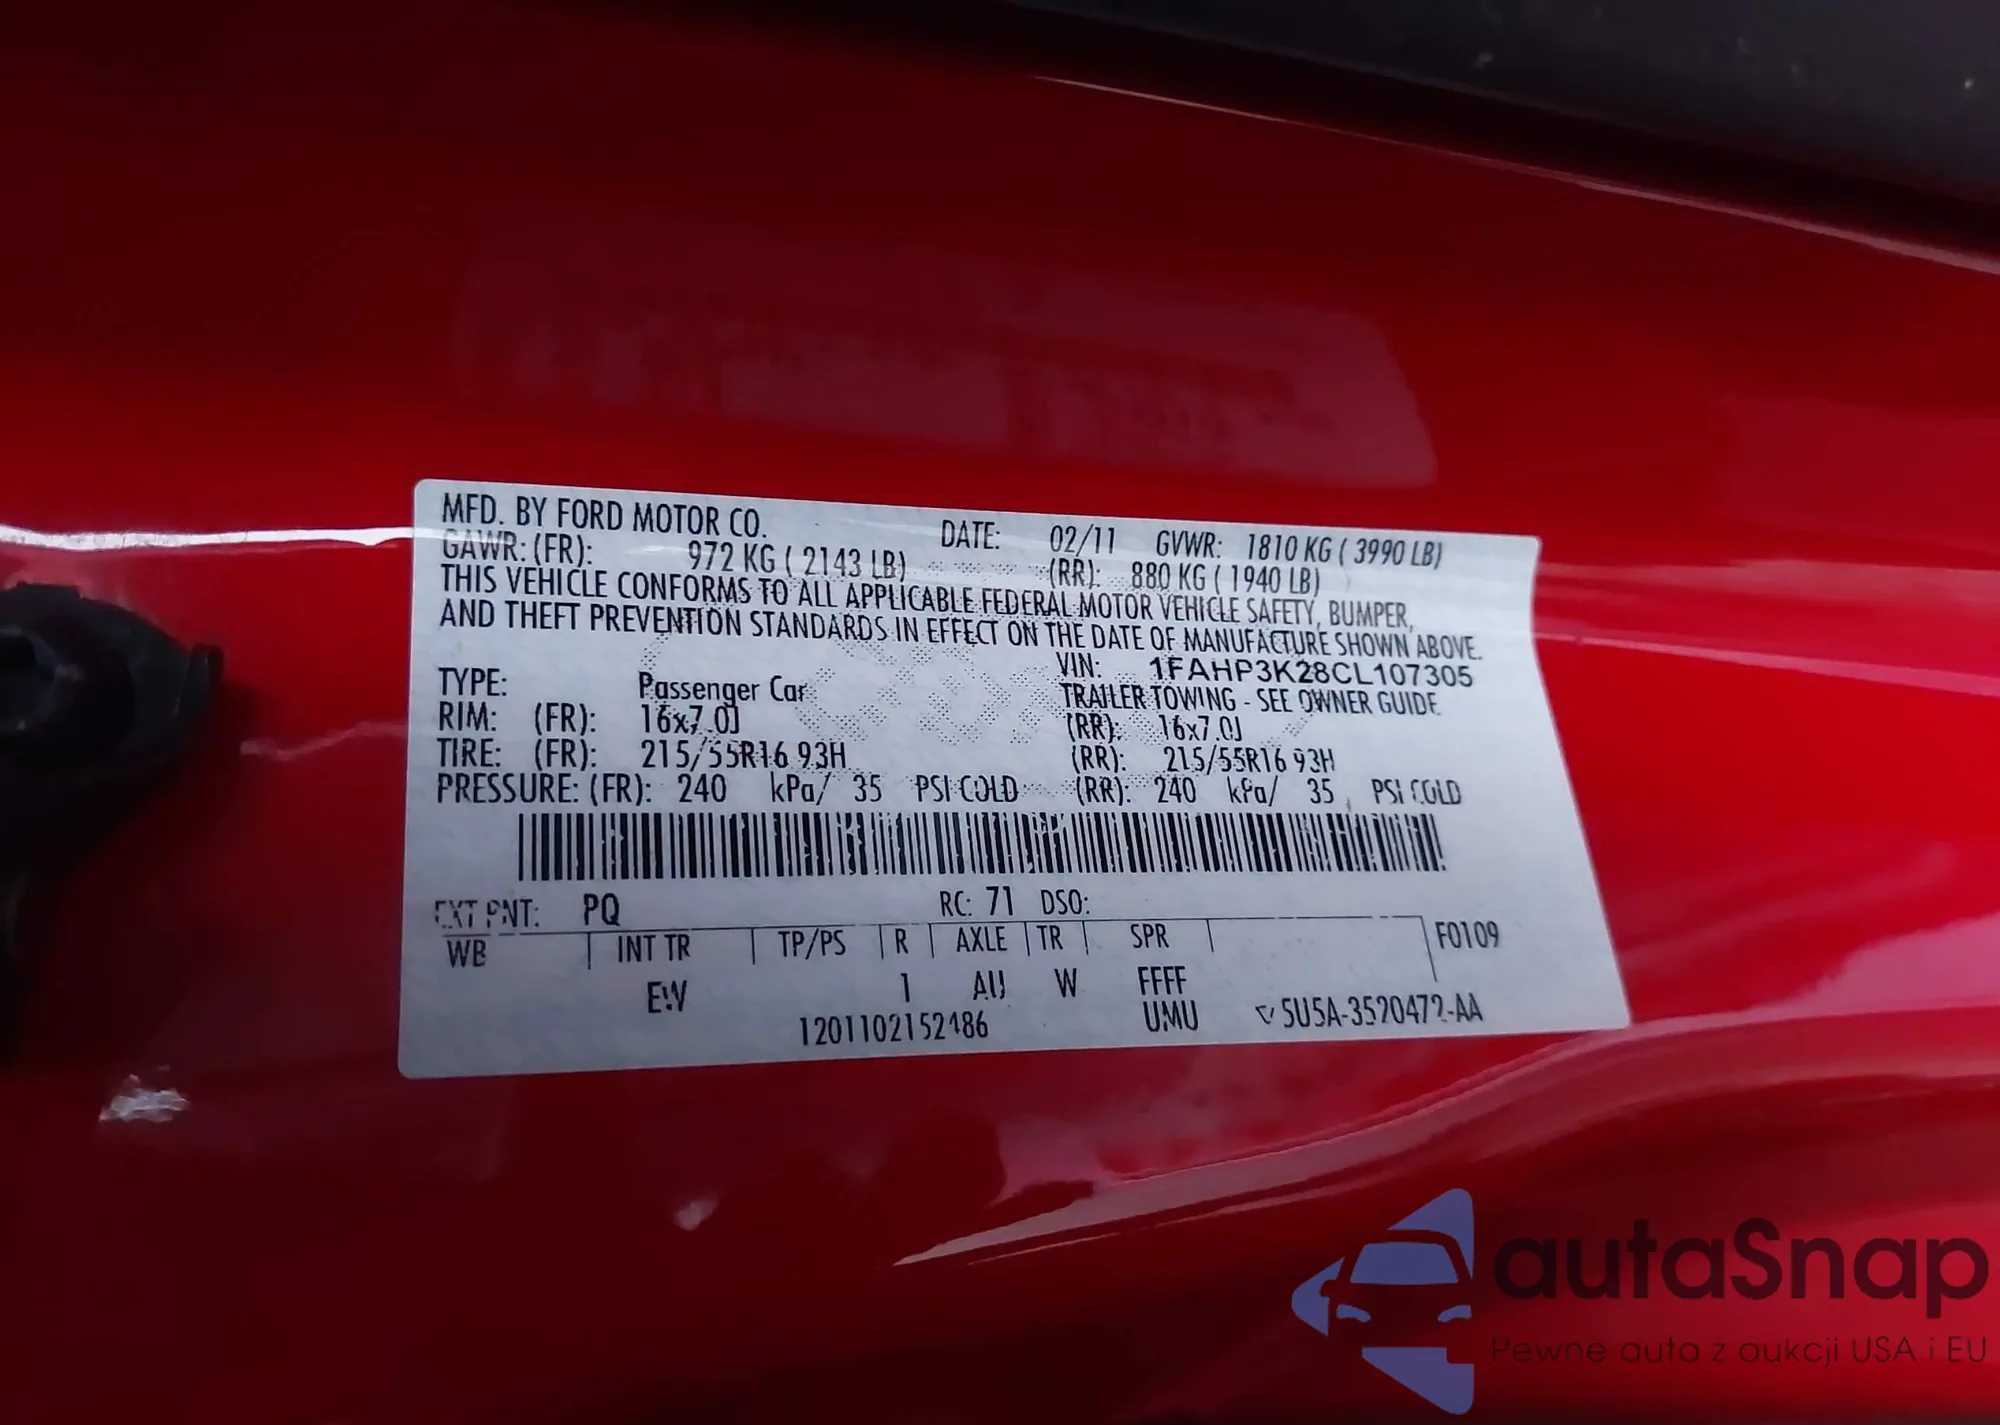 MFD. BY FORD MOTOR CO. DATE: 02/11 GVWR: 1810 KG ( 3990 LB)
GAWR: (FR): 972 KG ( 2143 LB) (RR): 880 KG ( 1940 LB)
THIS VEHICLE CONFORMS TO ALL APPLICABLE FEDERAL MOTOR VEHICLE SAFETY, BUMPER,
AND THEFT PREVENTION STANDARDS IN EFFECT ON THE DATE OF MANUFACTURE SHOWN ABOVE.
VIN: 1FAHP3K28CL107305
TYPE: Passenger Car TRAILER TOWING - SEE OWNER GUIDE
RIM: (FR): 16x7.0J (RR): 16x7.0J
TIRE: (FR): 215/55R16 93H (RR): 215/55R16 93H
PRESSURE: (FR): 240 kPa/ 35 PSI COLD (RR): 240 kPa/ 35 PSI COLD
EXT PNT: PQ RC: 71 DSO:
WB INT TR TP/PS R AXLE TR SPR F0109
EW 1 AU W FFFF
1201102152486 UMU 5U5A-3520472-AA
autaSnap
Pewne auta z aukcji USA i EU